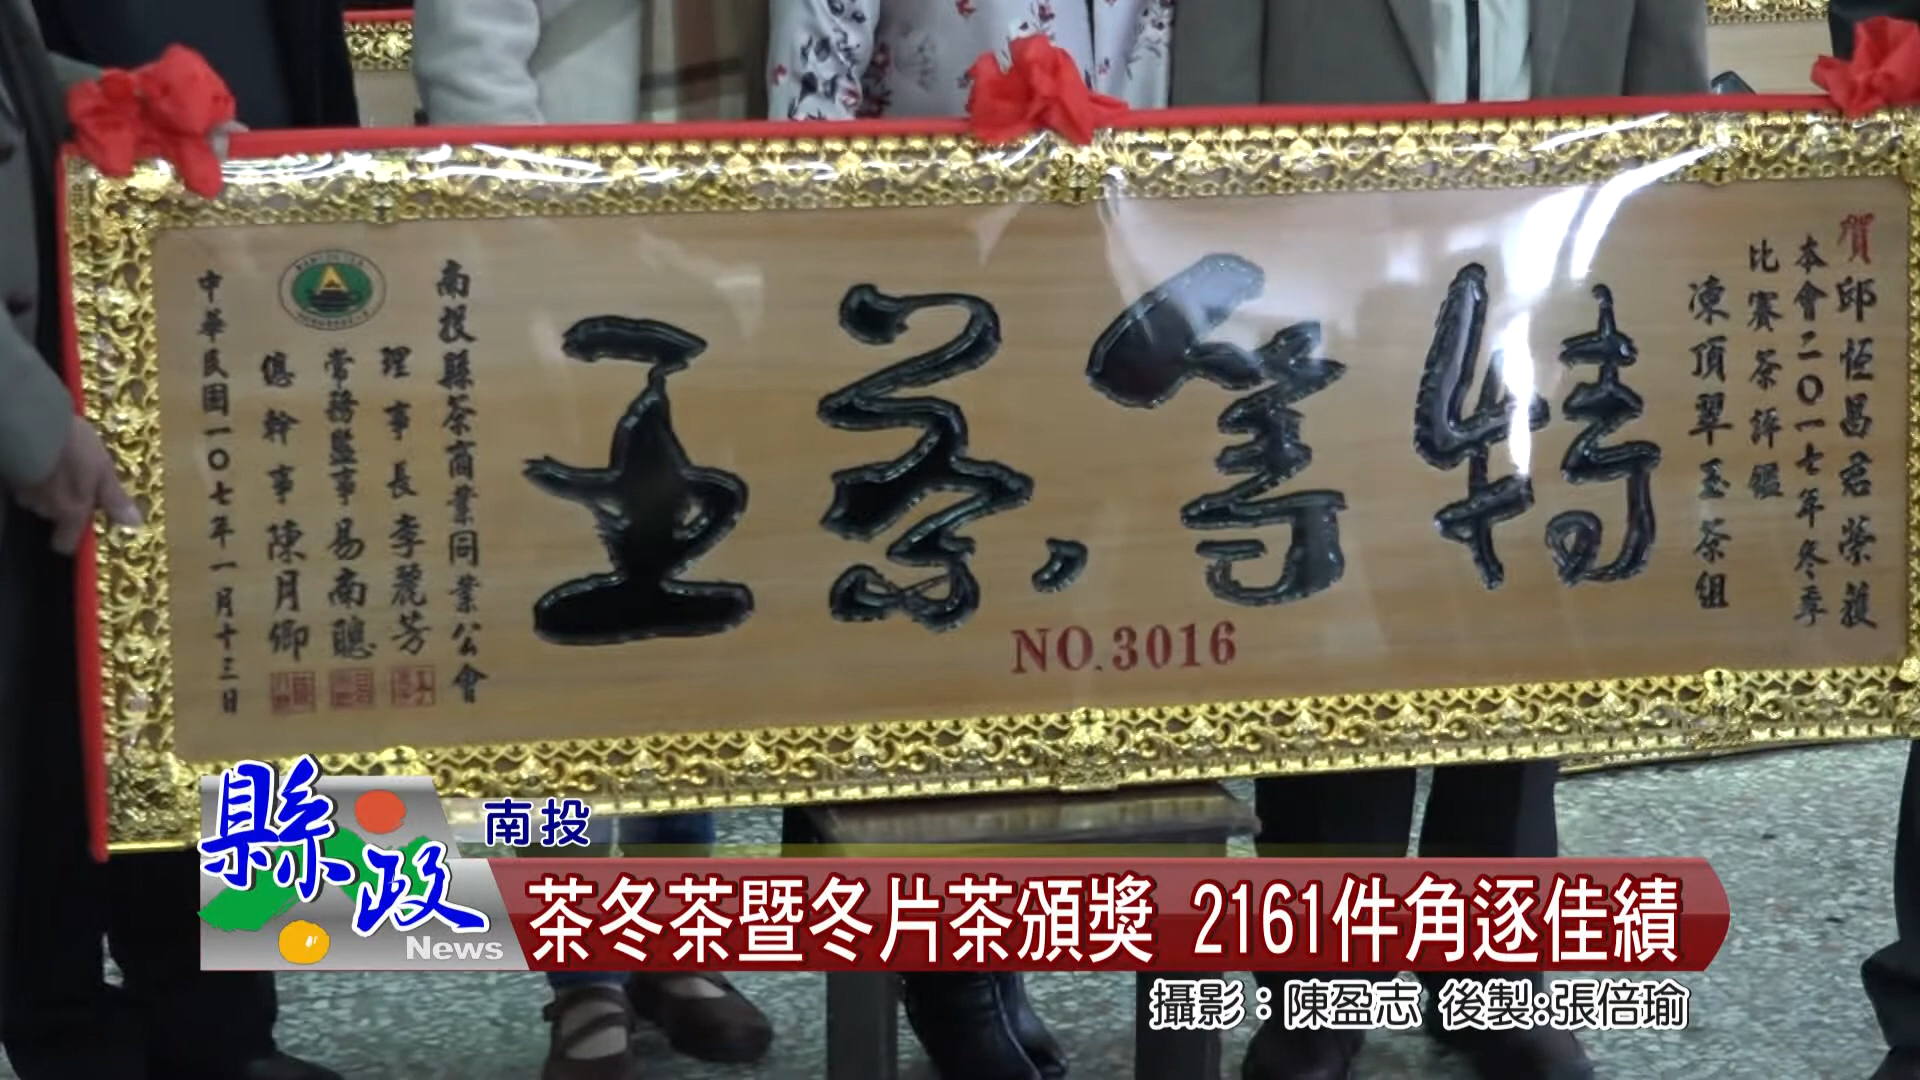 賀 邱恆昌君榮獲
本會二〇一七年冬季
比賽茶評鑑
凍頂翠玉茶組
特等茶王
NO.3016
南投縣茶商業同業公會
理事長 李麗芳
常務監事 易南聰
總幹事 陳月卿
中華民國一〇七年一月十三日
縣政
News
南投
茶冬茶暨冬片茶頒獎 2161件角逐佳績
攝影：陳盈志 後製:張倍瑜